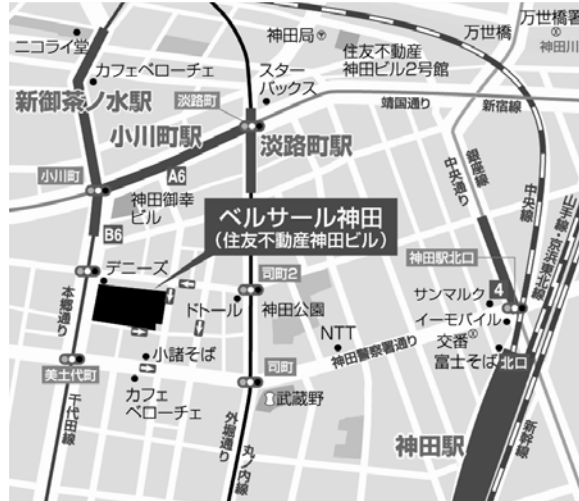 ニコライ堂
カフェベローチェ
新御茶ノ水駅
神田局
住友不動産
神田ビル2号館
万世橋
万世橋署
神田川
スター
バックス
淡路町
靖国通り
新宿線
小川町駅
淡路町駅
小川町
A6
神田御幸
ビル
B6
銀座線
中央通り
中央線
山手線・京浜東北線
ベルサール神田
(住友不動産神田ビル)
デニーズ
本郷通り
司町2
ドトール
神田公園
神田駅北口
4
サンマルク
イーモバイル
交番
富士そば
北口
NTT
神田警察署通り
小諸そば
美土代町
カフェ
ベローチェ
司町
武蔵野
千代田線
外堀通り
丸ノ内線
神田駅
新幹線